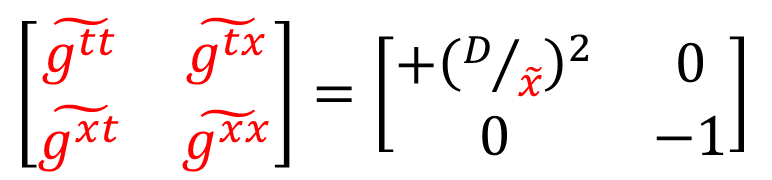 [g̃ᵗᵗ g̃ᵗˣ] = [+(ᴰ/ₓ̃)² 0]
[g̃ˣᵗ g̃ˣˣ] [0 −1]